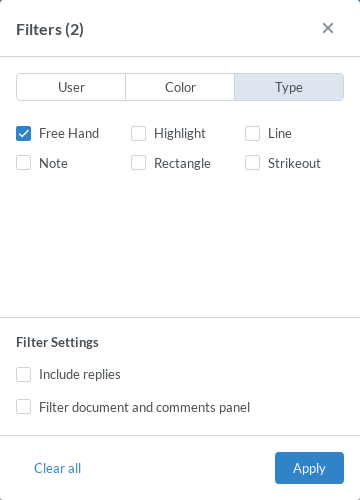 Filters (2)
User Color Type
Free Hand Highlight Line
Note Rectangle Strikeout
Filter Settings
Include replies
Filter document and comments panel
Clear all Apply